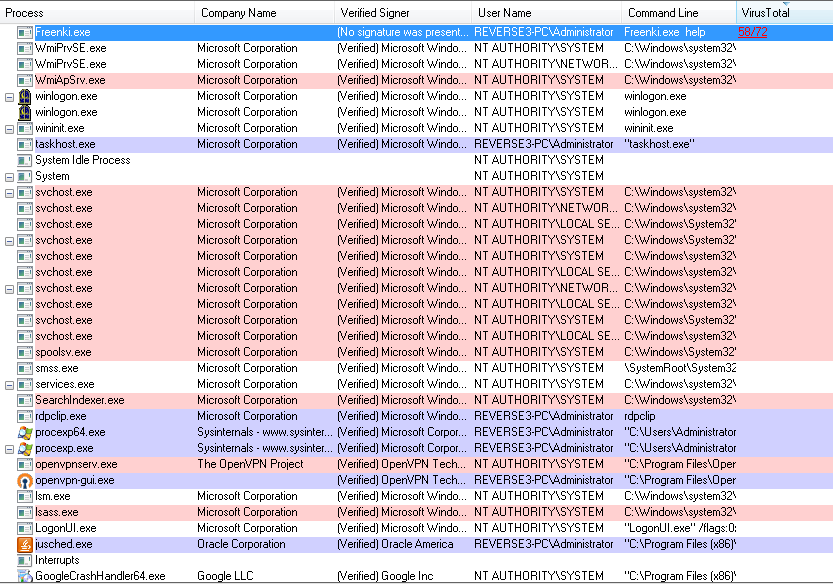 Process Company Name Verified Signer User Name Command Line VirusTotal
Freenki.exe (No signature was present... REVERSE3-PC\Administrator Freenki.exe help 58/72
WmiPrvSE.exe Microsoft Corporation (Verified) Microsoft Windo... NT AUTHORITY\SYSTEM C:\Windows\system32\
WmiPrvSE.exe Microsoft Corporation (Verified) Microsoft Windo... NT AUTHORITY\NETWOR... C:\Windows\system32\
WmiApSrv.exe Microsoft Corporation (Verified) Microsoft Windo... NT AUTHORITY\SYSTEM C:\Windows\system32\
winlogon.exe Microsoft Corporation (Verified) Microsoft Windo... NT AUTHORITY\SYSTEM winlogon.exe
winlogon.exe Microsoft Corporation (Verified) Microsoft Windo... NT AUTHORITY\SYSTEM winlogon.exe
wininit.exe Microsoft Corporation (Verified) Microsoft Windo... NT AUTHORITY\SYSTEM wininit.exe
taskhost.exe Microsoft Corporation (Verified) Microsoft Windo... REVERSE3-PC\Administrator "taskhost.exe"
System Idle Process NT AUTHORITY\SYSTEM
System NT AUTHORITY\SYSTEM
svchost.exe Microsoft Corporation (Verified) Microsoft Windo... NT AUTHORITY\SYSTEM C:\Windows\system32\
svchost.exe Microsoft Corporation (Verified) Microsoft Windo... NT AUTHORITY\NETWOR... C:\Windows\system32\
svchost.exe Microsoft Corporation (Verified) Microsoft Windo... NT AUTHORITY\LOCAL SE... C:\Windows\System32\
svchost.exe Microsoft Corporation (Verified) Microsoft Windo... NT AUTHORITY\SYSTEM C:\Windows\System32\
svchost.exe Microsoft Corporation (Verified) Microsoft Windo... NT AUTHORITY\SYSTEM C:\Windows\system32\
svchost.exe Microsoft Corporation (Verified) Microsoft Windo... NT AUTHORITY\LOCAL SE... C:\Windows\system32\
svchost.exe Microsoft Corporation (Verified) Microsoft Windo... NT AUTHORITY\NETWOR... C:\Windows\system32\
svchost.exe Microsoft Corporation (Verified) Microsoft Windo... NT AUTHORITY\LOCAL SE... C:\Windows\system32\
svchost.exe Microsoft Corporation (Verified) Microsoft Windo... NT AUTHORITY\SYSTEM C:\Windows\System32\
svchost.exe Microsoft Corporation (Verified) Microsoft Windo... NT AUTHORITY\LOCAL SE... C:\Windows\system32\
spoolsv.exe Microsoft Corporation (Verified) Microsoft Windo... NT AUTHORITY\SYSTEM C:\Windows\System32\
smss.exe Microsoft Corporation (Verified) Microsoft Windo... NT AUTHORITY\SYSTEM \SystemRoot\System32
services.exe Microsoft Corporation (Verified) Microsoft Windo... NT AUTHORITY\SYSTEM C:\Windows\system32\
SearchIndexer.exe Microsoft Corporation (Verified) Microsoft Windo... NT AUTHORITY\SYSTEM C:\Windows\system32\
rdpclip.exe Microsoft Corporation (Verified) Microsoft Windo... REVERSE3-PC\Administrator rdpclip
procexp64.exe Sysinternals - www.sysinter... (Verified) Microsoft Corpor... REVERSE3-PC\Administrator "C:\Users\Administrator
procexp.exe Sysinternals - www.sysinter... (Verified) Microsoft Corpor... REVERSE3-PC\Administrator "C:\Users\Administrator
openvpnserv.exe The OpenVPN Project (Verified) OpenVPN Tech... NT AUTHORITY\SYSTEM "C:\Program Files\Oper
openvpn-gui.exe (Verified) OpenVPN Tech... REVERSE3-PC\Administrator "C:\Program Files\Oper
lsm.exe Microsoft Corporation (Verified) Microsoft Windo... NT AUTHORITY\SYSTEM C:\Windows\system32\
lsass.exe Microsoft Corporation (Verified) Microsoft Windo... NT AUTHORITY\SYSTEM C:\Windows\system32\
LogonUI.exe Microsoft Corporation (Verified) Microsoft Windo... NT AUTHORITY\SYSTEM "LogonUI.exe" /flags:0x
jusched.exe Oracle Corporation (Verified) Oracle America REVERSE3-PC\Administrator "C:\Program Files (x86)\
Interrupts
GoogleCrashHandler64.exe Google LLC (Verified) Google Inc NT AUTHORITY\SYSTEM "C:\Program Files (x86)\